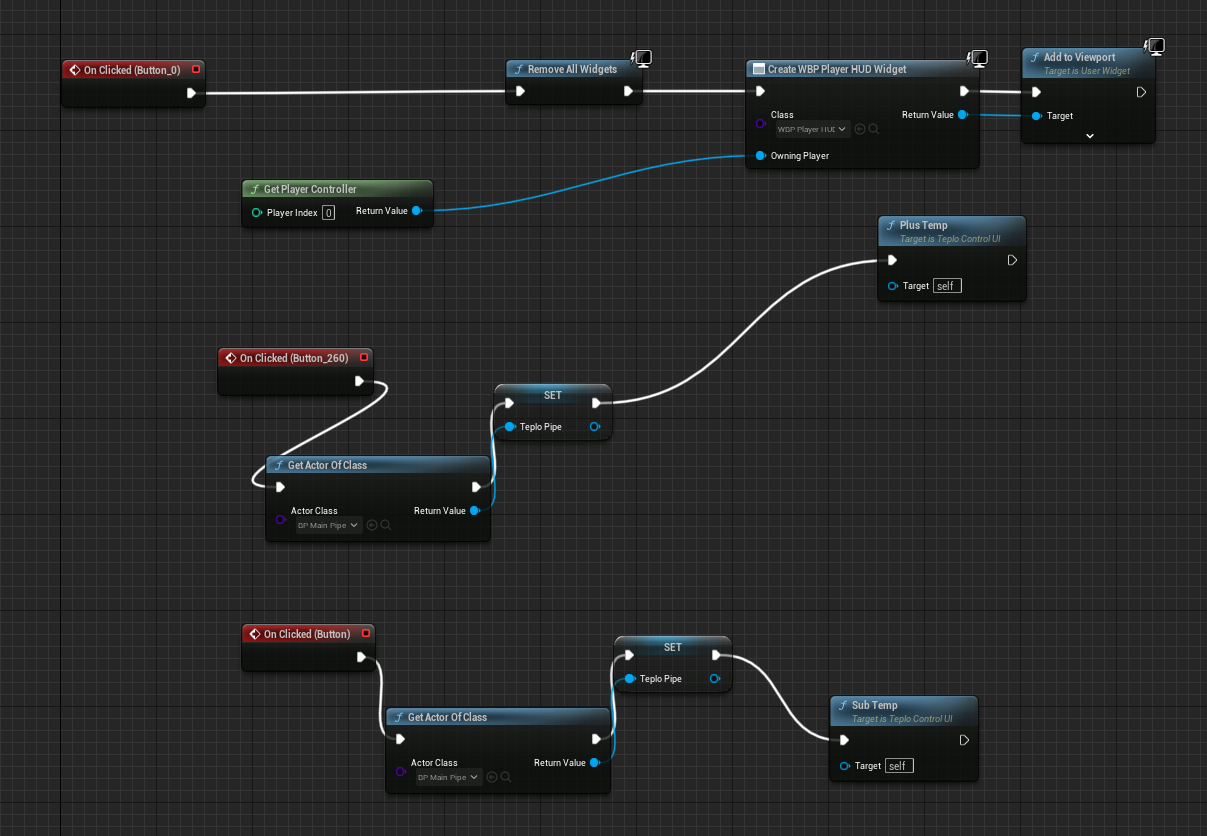 On Clicked (Button_0)
f Remove All Widgets
Create WBP Player HUD Widget
Class
WBP Player HUD
Return Value
Owning Player
f Add to Viewport
Target is User Widget
Target
f Get Player Controller
Player Index 0
Return Value
f Plus Temp
Target is Teplo Control UI
Target self
On Clicked (Button_260)
SET
Teplo Pipe
f Get Actor Of Class
Actor Class
BP Main Pipe
Return Value
On Clicked (Button)
SET
Teplo Pipe
f Get Actor Of Class
Actor Class
BP Main Pipe
Return Value
f Sub Temp
Target is Teplo Control UI
Target self